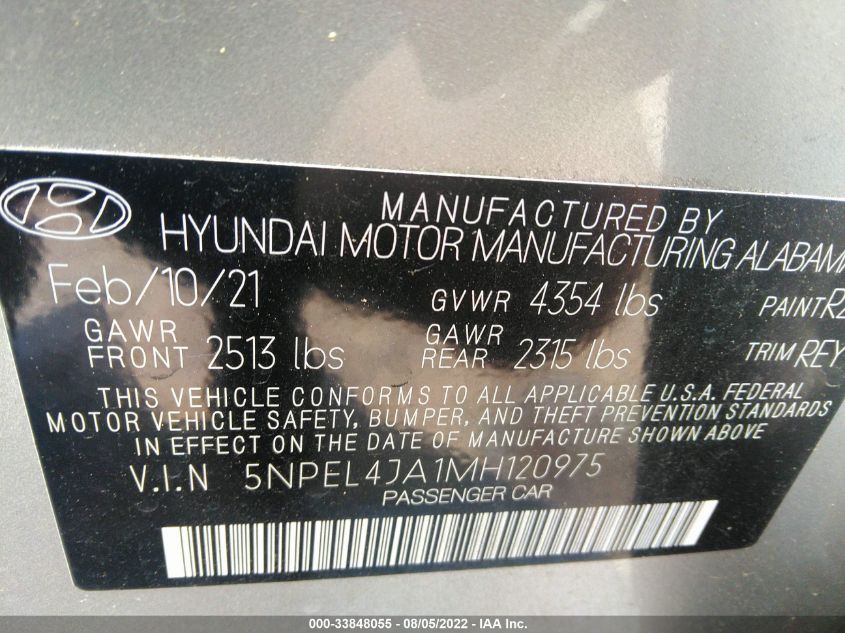 MANUFACTURED BY
HYUNDAI MOTOR MANUFACTURING ALABAMA
Feb/10/21 GVWR 4354 lbs PAINT
GAWR FRONT 2513 lbs GAWR REAR 2315 lbs TRIM REY
THIS VEHICLE CONFORMS TO ALL APPLICABLE U.S.A. FEDERAL
MOTOR VEHICLE SAFETY, BUMPER, AND THEFT PREVENTION STANDARDS
IN EFFECT ON THE DATE OF MANUFACTURE SHOWN ABOVE
V.I.N 5NPEL4JA1MH120975
PASSENGER CAR
000-33848055 - 08/05/2022 - IAA Inc.